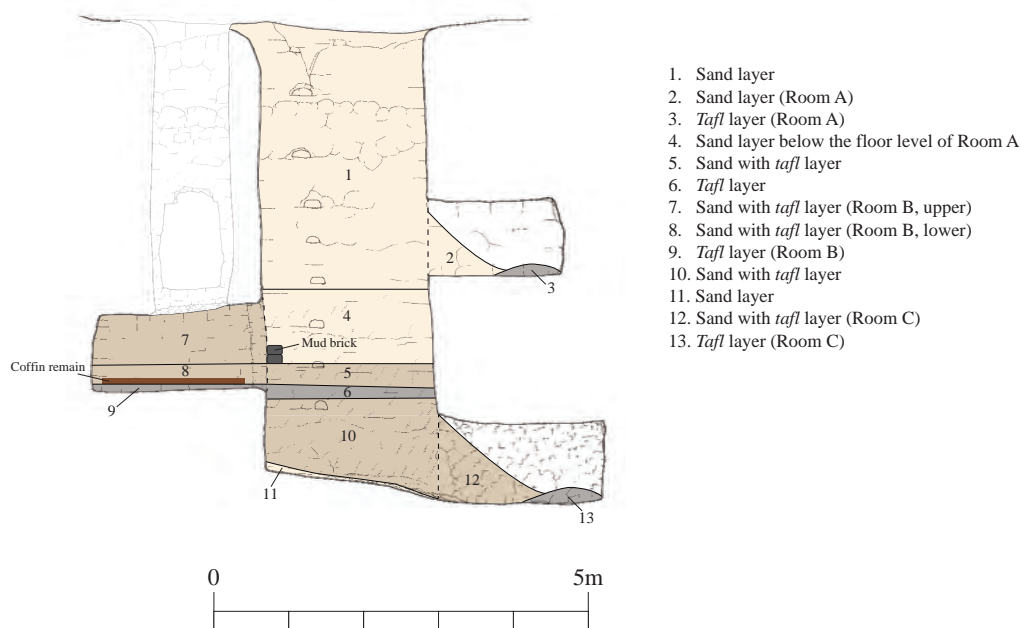 1. Sand layer
2. Sand layer (Room A)
3. Tafl layer (Room A)
4. Sand layer below the floor level of Room A
5. Sand with tafl layer
6. Tafl layer
7. Sand with tafl layer (Room B, upper)
8. Sand with tafl layer (Room B, lower)
9. Tafl layer (Room B)
10. Sand with tafl layer
11. Sand layer
12. Sand with tafl layer (Room C)
13. Tafl layer (Room C)
1
2
3
4
7
Mud brick
Coffin remain
8
5
6
9
10
12
11
13
0
5m